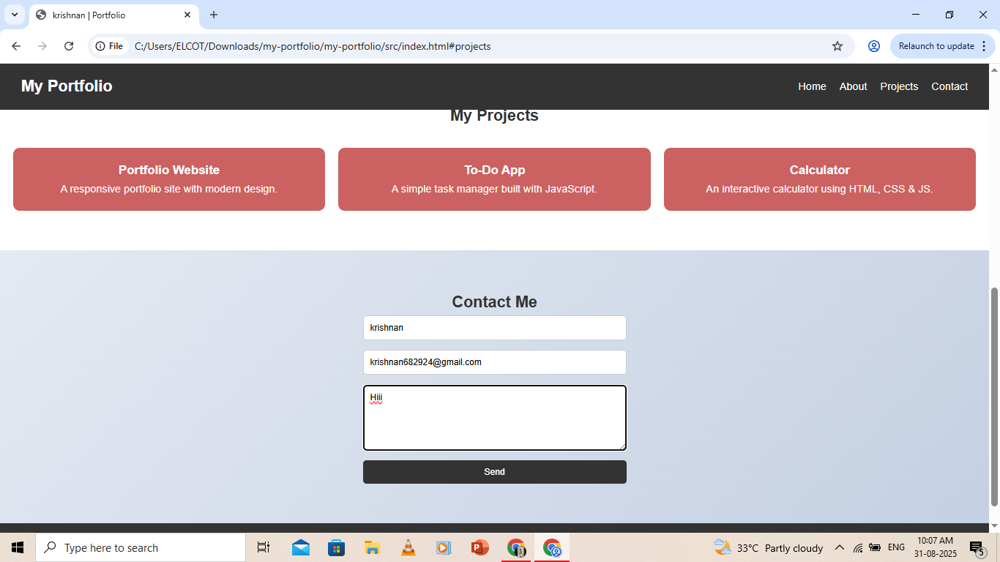 krishnan | Portfolio
File
C:/Users/ELCOT/Downloads/my-portfolio/my-portfolio/src/index.html#projects
Relaunch to update
My Portfolio
Home About Projects Contact
My Projects
Portfolio Website
A responsive portfolio site with modern design.
To-Do App
A simple task manager built with JavaScript.
Calculator
An interactive calculator using HTML, CSS & JS.
Contact Me
krishnan
krishnan682924@gmail.com
Hiii
Send
Type here to search
33°C Partly cloudy
ENG
10:07 AM
31-08-2025
5